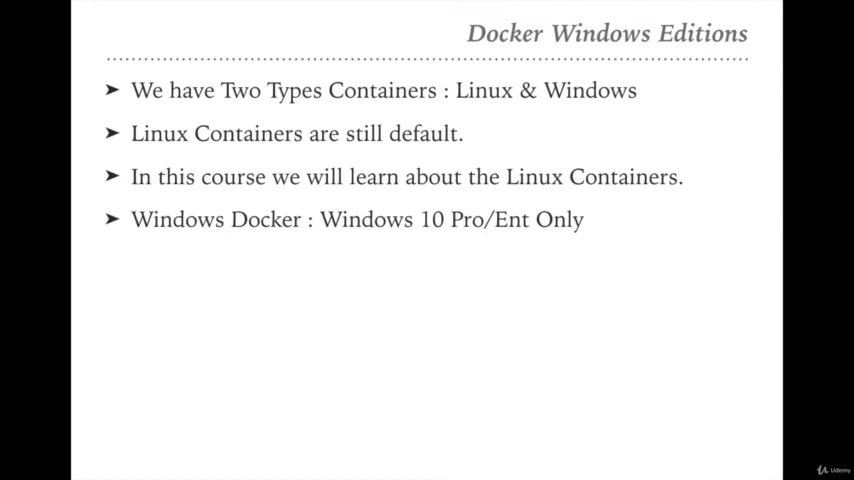 Docker Windows Editions
➤ We have Two Types Containers : Linux & Windows
➤ Linux Containers are still default.
➤ In this course we will learn about the Linux Containers.
➤ Windows Docker : Windows 10 Pro/Ent Only
Udemy